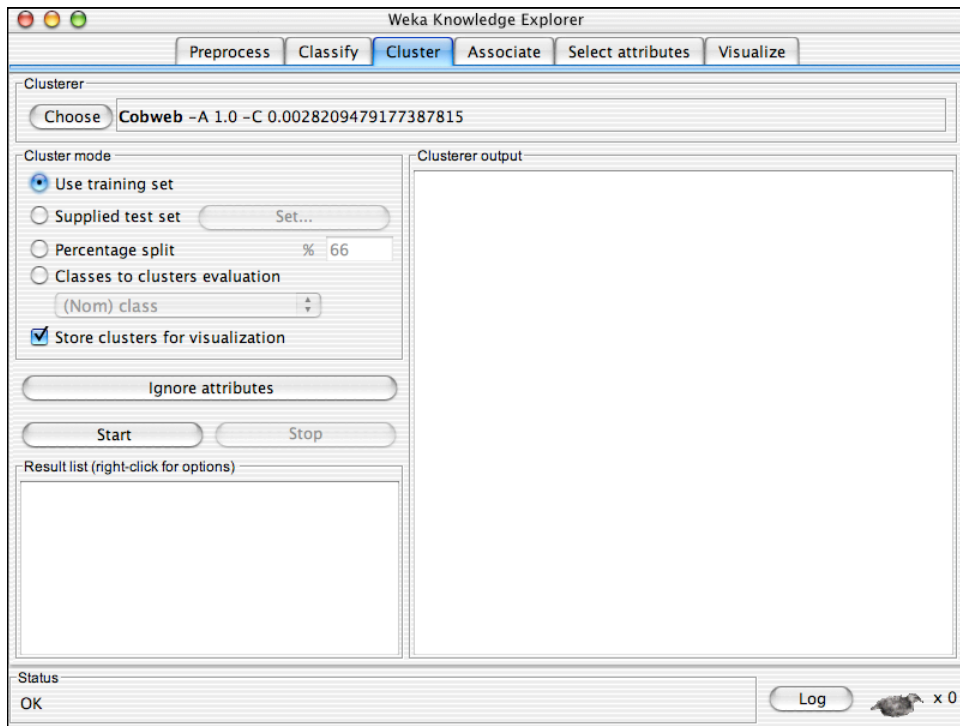 Weka Knowledge Explorer
Preprocess Classify Cluster Associate Select attributes Visualize
Clusterer
Choose Cobweb -A 1.0 -C 0.0028209479177387815
Cluster mode
Use training set
Supplied test set Set...
Percentage split % 66
Classes to clusters evaluation
(Nom) class
Store clusters for visualization
Ignore attributes
Start Stop
Result list (right-click for options)
Clusterer output
Status
OK
Log x 0